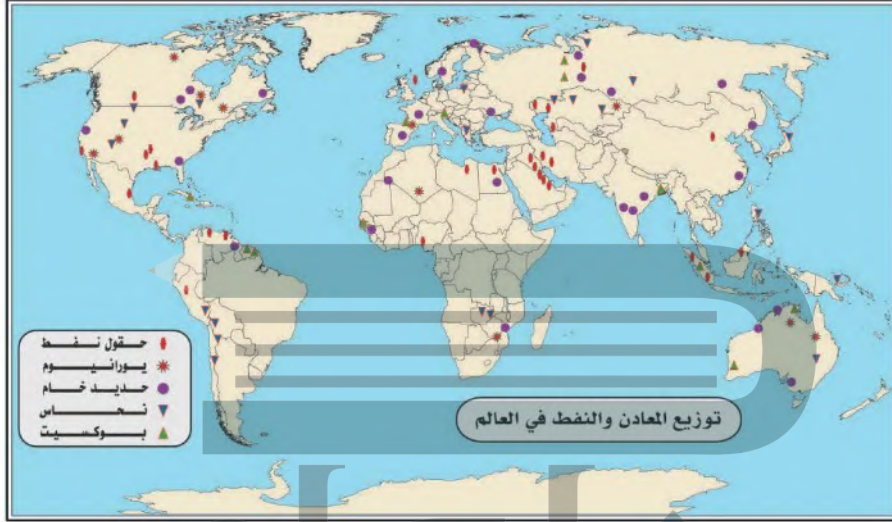 حقول نفط
يورانيوم
حديد خام
نحاس
بوكسيت
توزيع المعادن والنفط في العالم